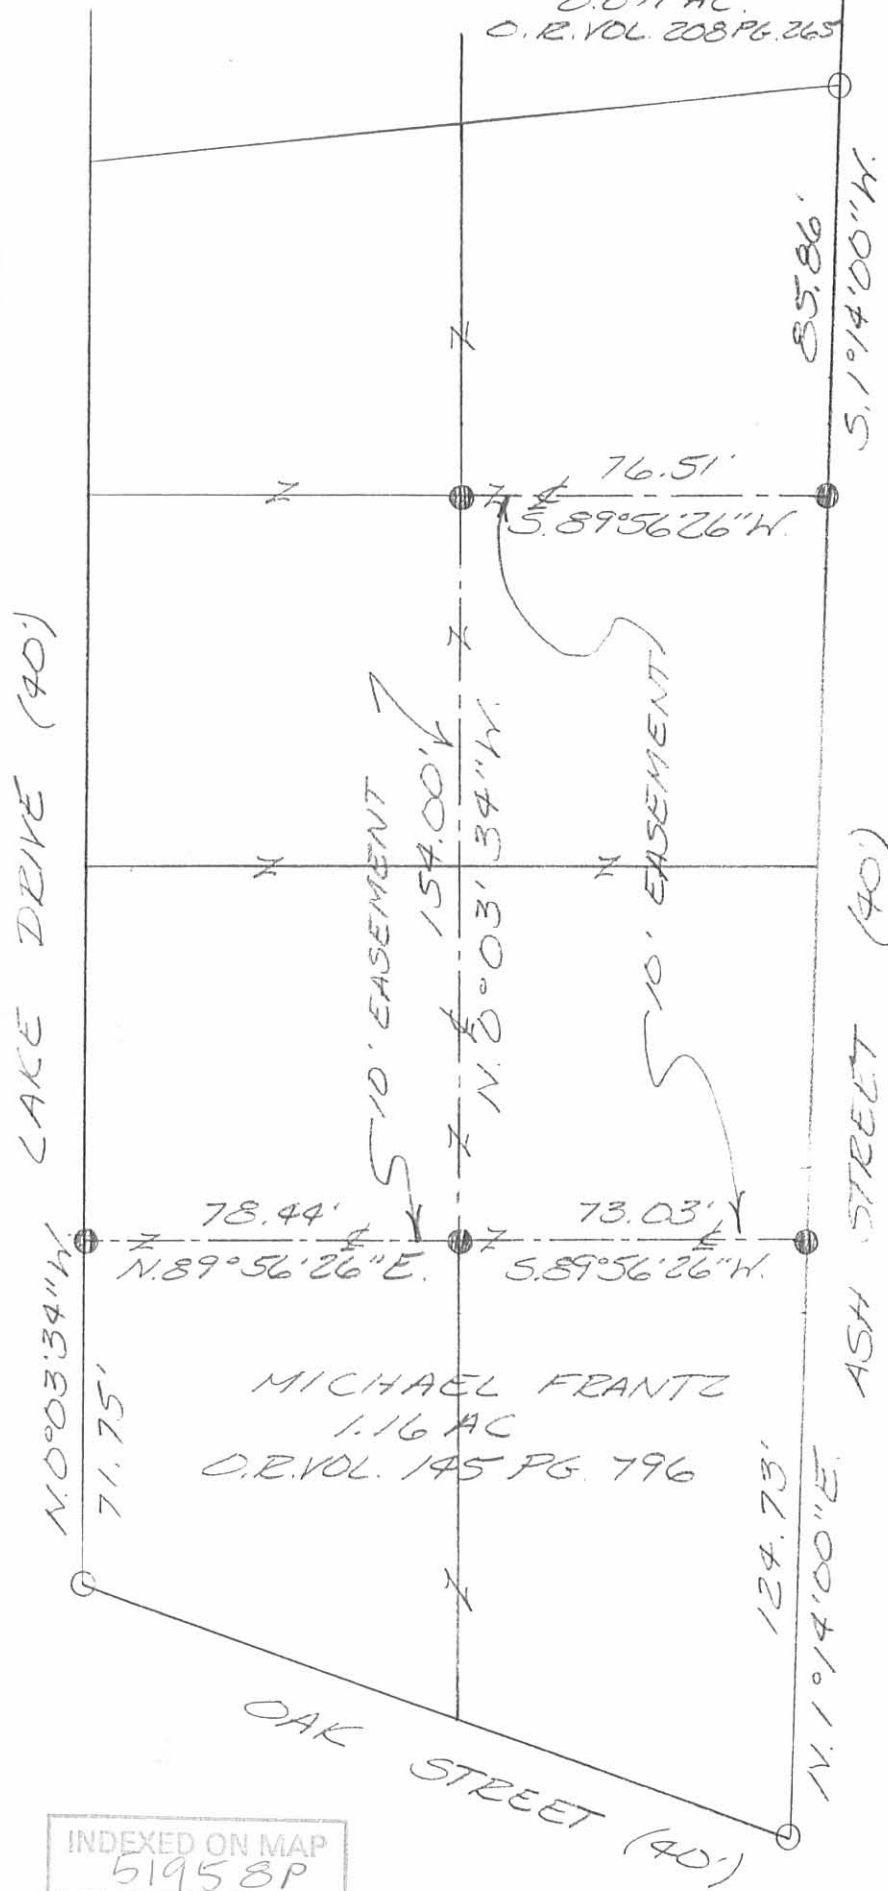 O. R. VOL. 208 PG. 265
85.86'
S. 1°14'00" W.
76.51'
S. 89°56'26" W.
LAKE DRIVE (40')
10' EASEMENT
154.00'
N. 0°03'34" W.
10' EASEMENT
ASH STREET (40')
78.44'
N. 89°56'26" E.
73.03'
S. 89°56'26" W.
N. 0°03'34" W.
71.75'
MICHAEL FRANTZ
1.16 AC
O.R. VOL. 145 PG. 796
124.73'
N. 1°14'00" E.
OAK STREET (40')
INDEXED ON MAP
51958P